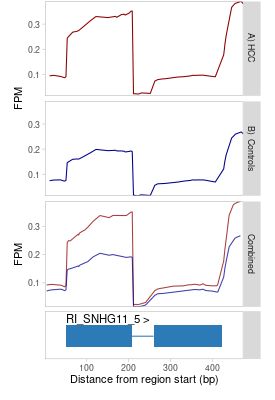 0.3
0.2
0.1
A) HCC
FPM
0.3
0.2
0.1
B) Controls
0.3
0.2
0.1
FPM
Combined
RI_SNHG11_5 >
100 200 300 400
Distance from region start (bp)